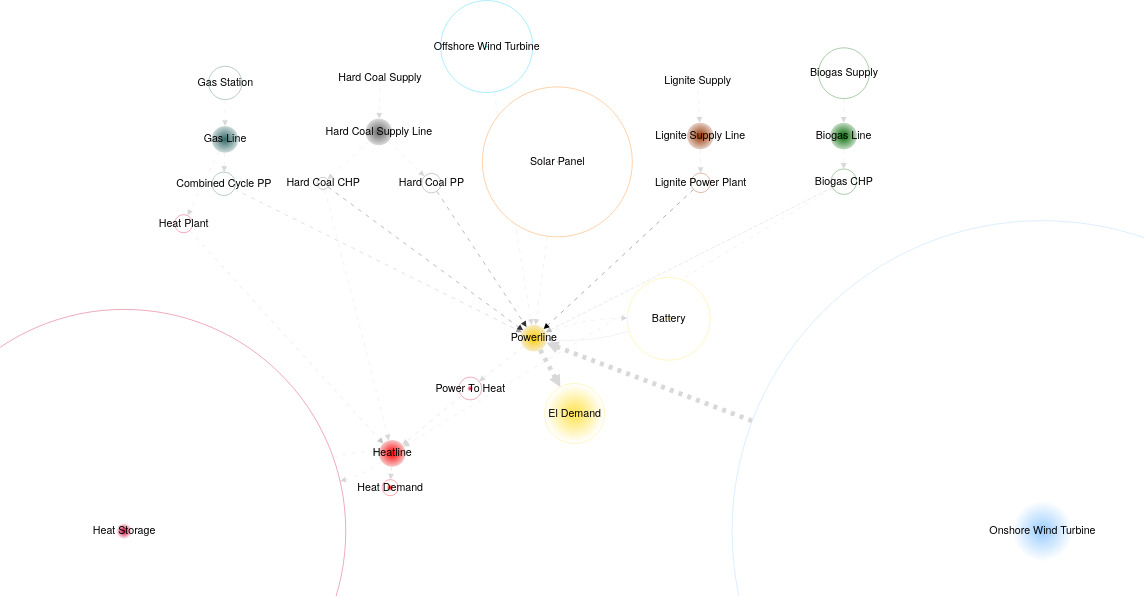 Offshore Wind Turbine
Gas Station
Hard Coal Supply
Lignite Supply
Biogas Supply
Gas Line
Hard Coal Supply Line
Lignite Supply Line
Biogas Line
Solar Panel
Combined Cycle PP
Hard Coal CHP
Hard Coal PP
Lignite Power Plant
Biogas CHP
Heat Plant
Battery
Powerline
Power To Heat
El Demand
Heatline
Heat Demand
Heat Storage
Onshore Wind Turbine